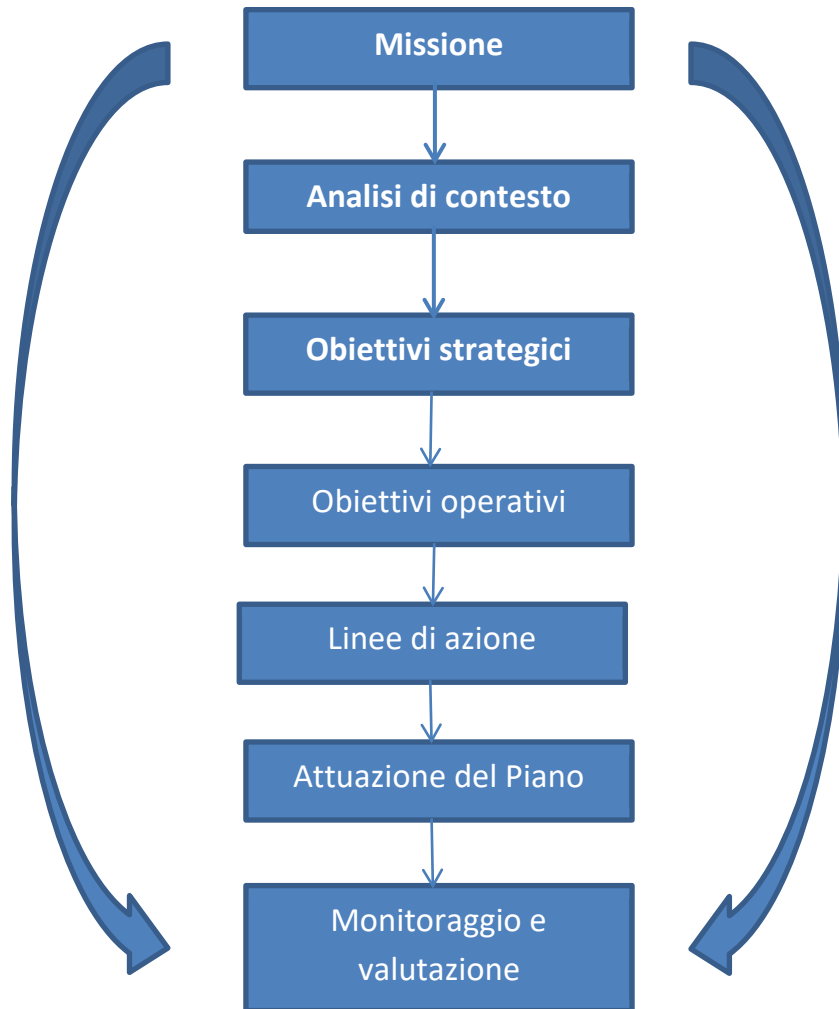 Missione
Analisi di contesto
Obiettivi strategici
Obiettivi operativi
Linee di azione
Attuazione del Piano
Monitoraggio e
valutazione